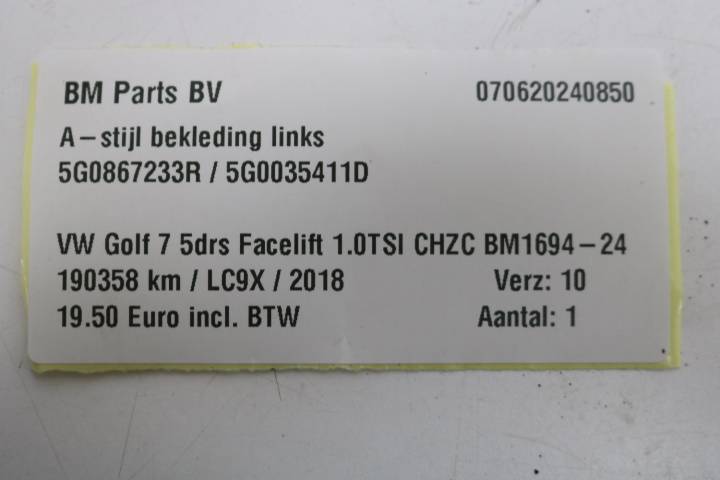 BM Parts BV 070620240850
A-stijl bekleding links
5G0867233R / 5G0035411D
VW Golf 7 5drs Facelift 1.0TSI CHZC BM1694-24
190358 km / LC9X / 2018 Verz: 10
19.50 Euro incl. BTW Aantal: 1